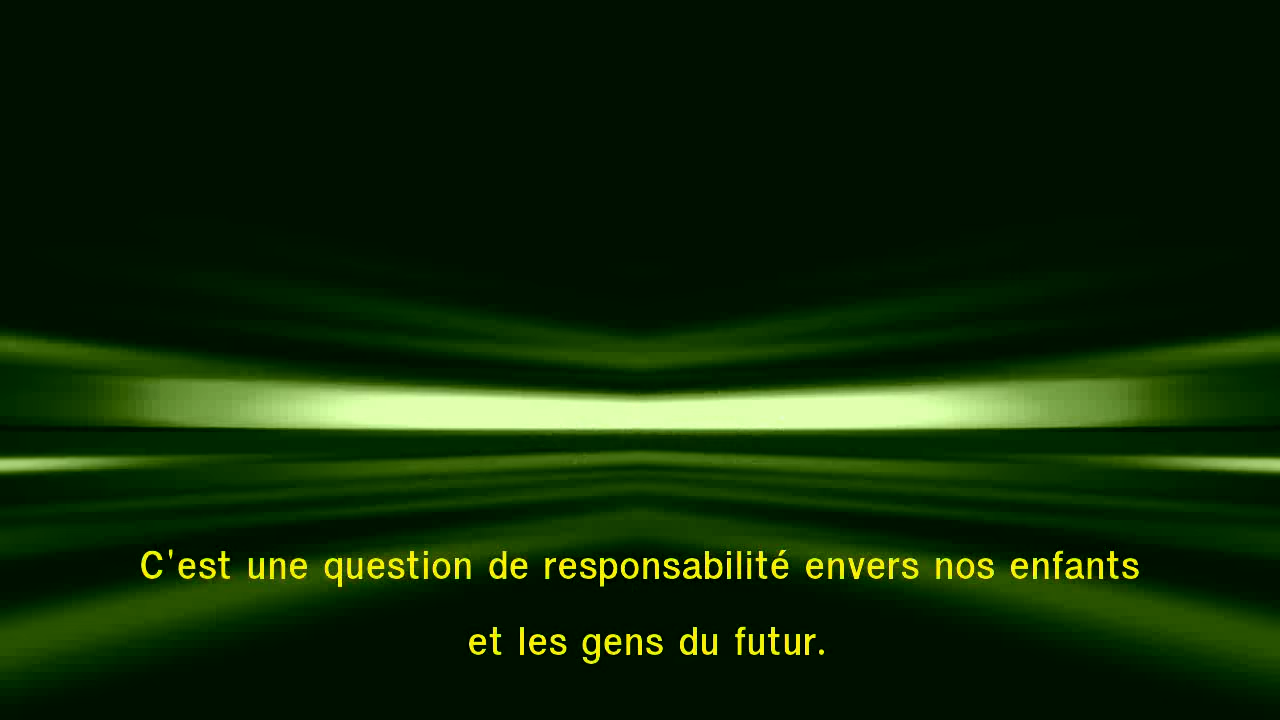 C'est une question de responsabilité envers nos enfants
et les gens du futur.